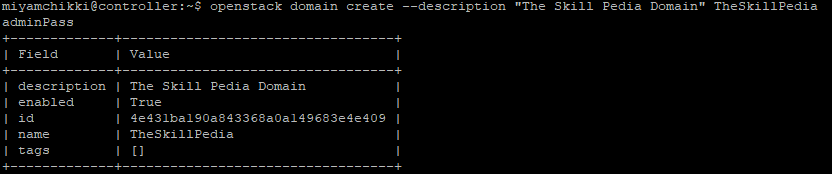 miyamchikki@controller:~$ openstack domain create --description "The Skill Pedia Domain" TheSkillPedia
adminPass
+-------------+----------------------------------+
| Field       | Value                            |
+-------------+----------------------------------+
| description | The Skill Pedia Domain           |
| enabled     | True                             |
| id          | 4e431ba190a843368a0a149683e4e409 |
| name        | TheSkillPedia                    |
| tags        | []                               |
+-------------+----------------------------------+